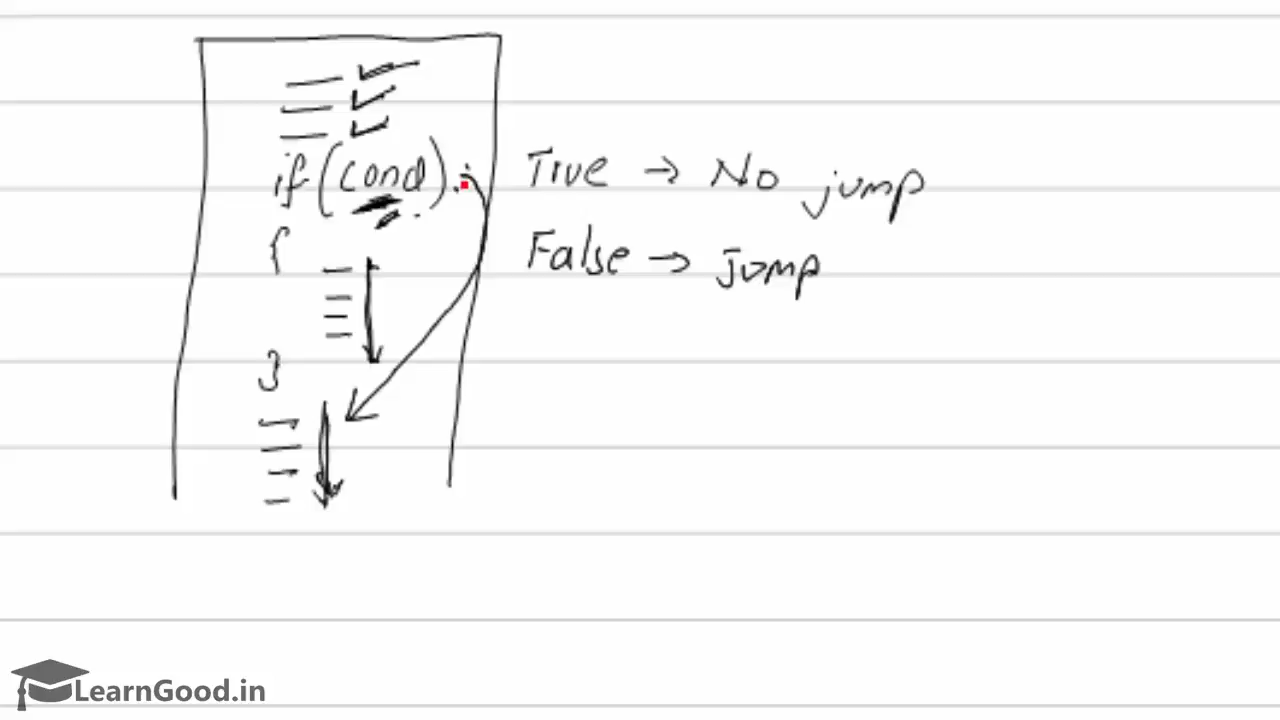 if (cond)
True → No jump
{
False → jump
}
LearnGood.in